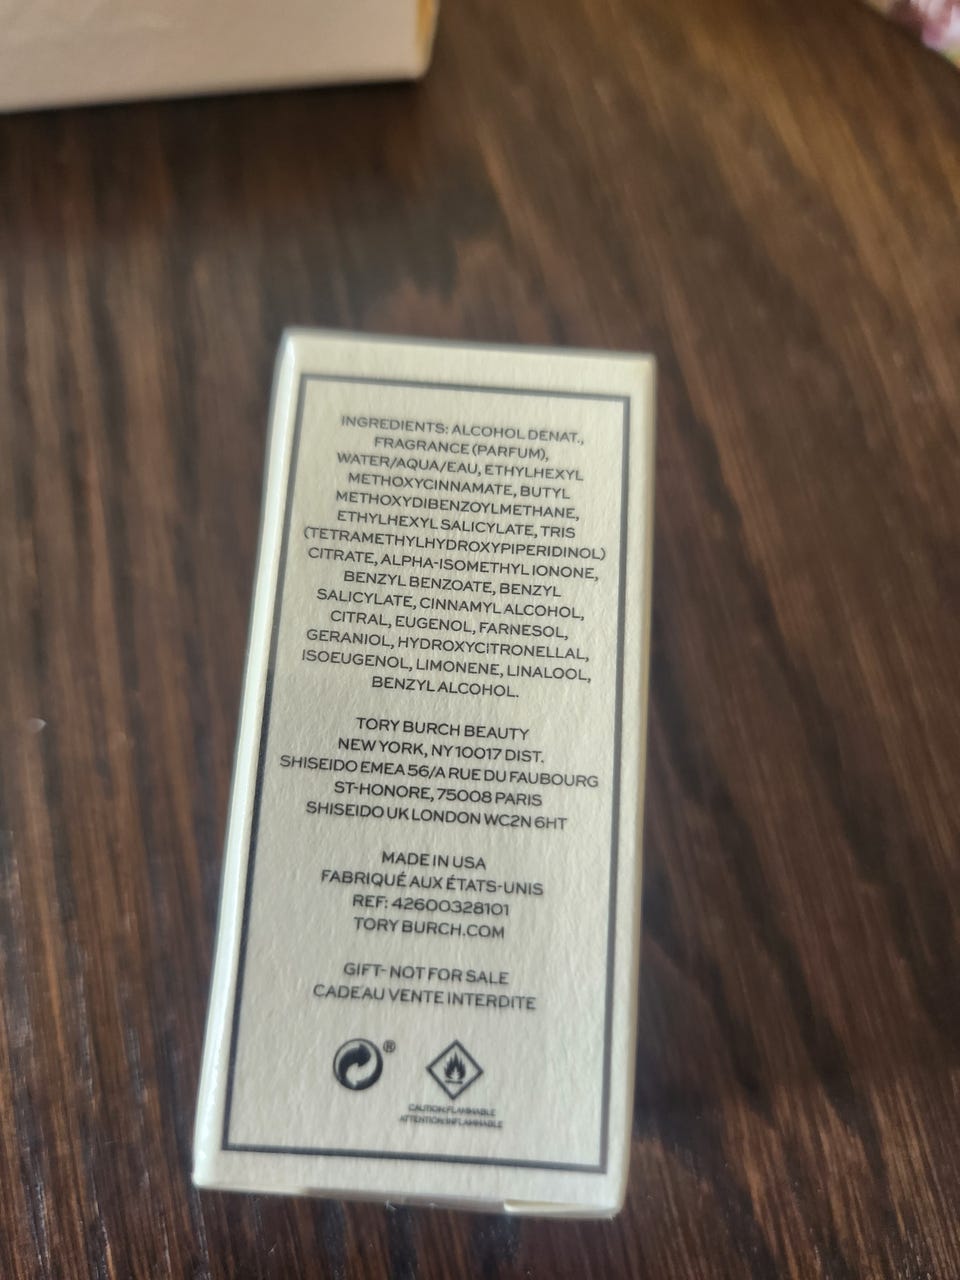 INGREDIENTS: ALCOHOL DENAT.,
FRAGRANCE (PARFUM),
WATER/AQUA/EAU, ETHYLHEXYL
METHOXYCINNAMATE, BUTYL
METHOXYDIBENZOYLMETHANE,
ETHYLHEXYL SALICYLATE, TRIS
(TETRAMETHYLHYDROXYPIPERIDINOL)
CITRATE, ALPHA-ISOMETHYL IONONE,
BENZYL BENZOATE, BENZYL
SALICYLATE, CINNAMYL ALCOHOL,
CITRAL, EUGENOL, FARNESOL,
GERANIOL, HYDROXYCITRONELLAL,
ISOEUGENOL, LIMONENE, LINALOOL,
BENZYL ALCOHOL.
TORY BURCH BEAUTY
NEW YORK, NY 10017 DIST.
SHISEIDO EMEA 56/A RUE DU FAUBOURG
ST-HONORE, 75008 PARIS
SHISEIDO UK LONDON WC2N 6HT
MADE IN USA
FABRIQUÉ AUX ÉTATS-UNIS
REF: 42600328101
TORYBURCH.COM
GIFT- NOT FOR SALE
CADEAU VENTE INTERDITE
®
CAUTION:FLAMMABLE
ATTENTION:INFLAMMABLE